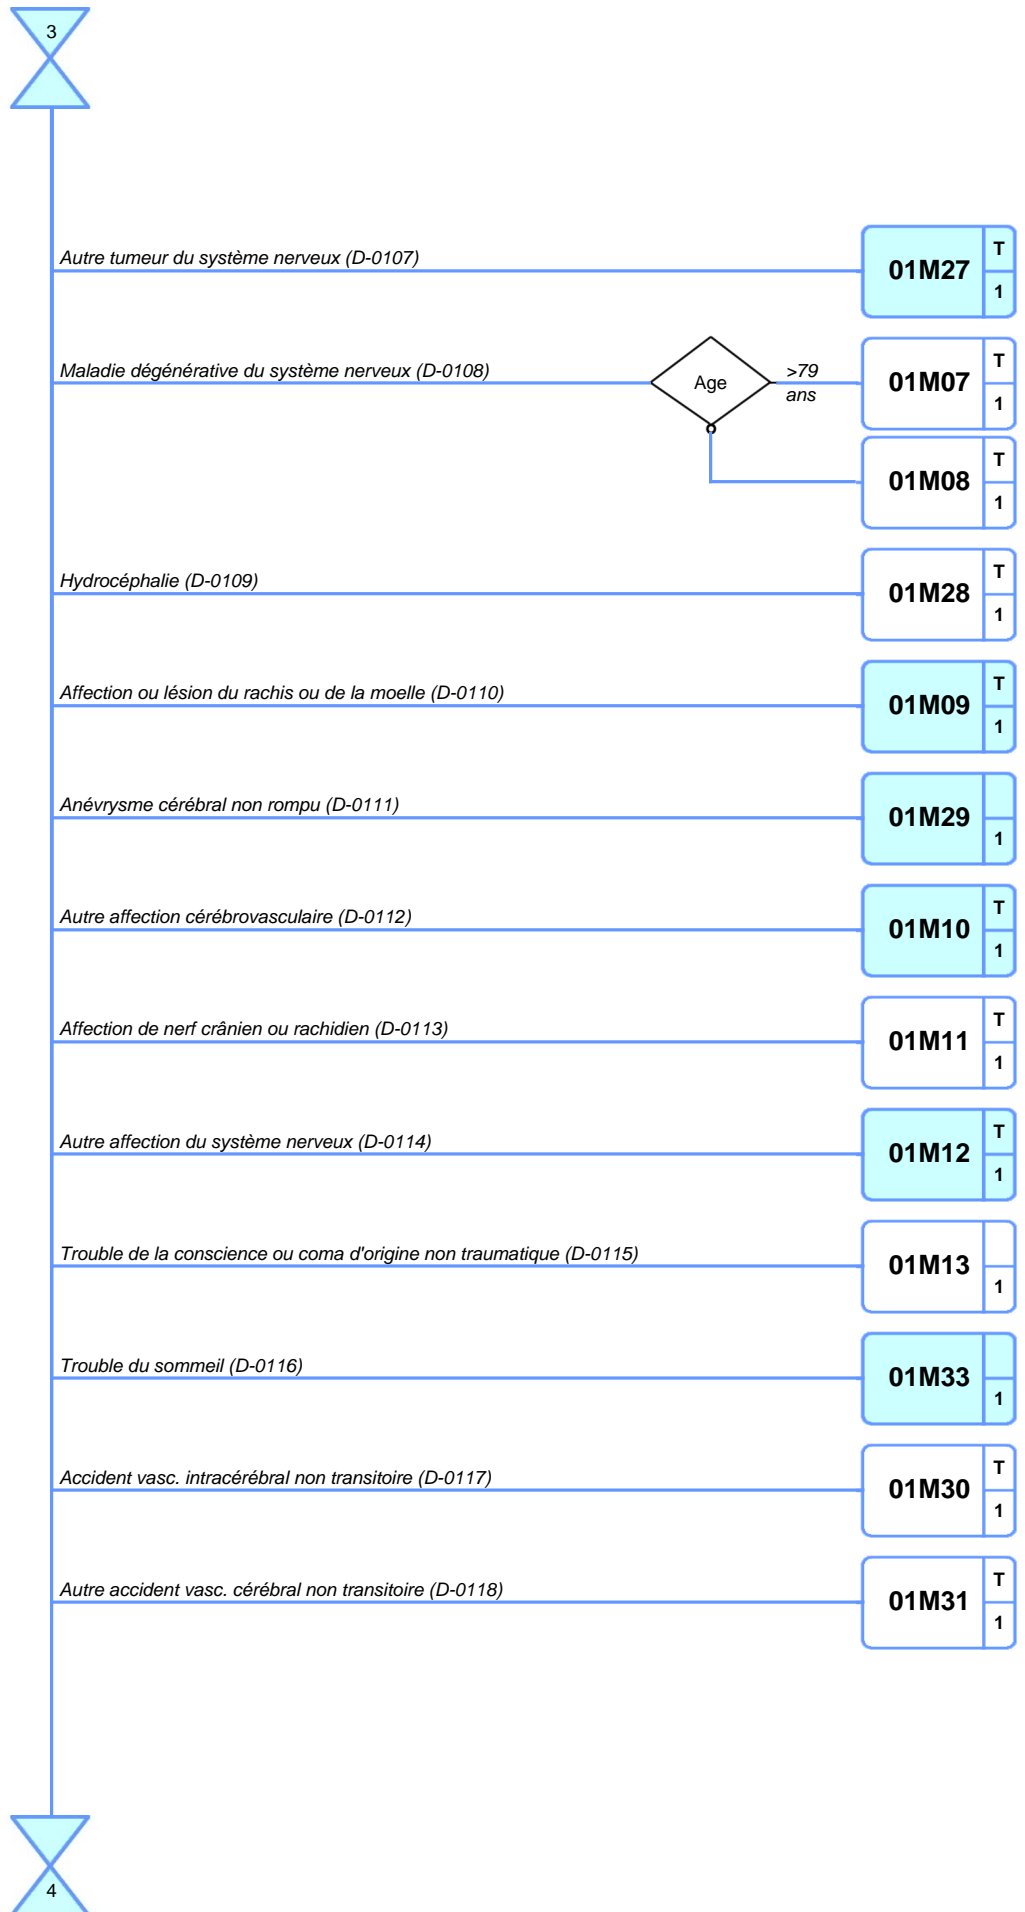 3
Autre tumeur du système nerveux (D-0107)
01M27
T
1
Maladie dégénérative du système nerveux (D-0108)
Age
>79
ans
01M07
T
1
01M08
T
1
Hydrocéphalie (D-0109)
01M28
T
1
Affection ou lésion du rachis ou de la moelle (D-0110)
01M09
T
1
Anévrysme cérébral non rompu (D-0111)
01M29
1
Autre affection cérébrovasculaire (D-0112)
01M10
T
1
Affection de nerf crânien ou rachidien (D-0113)
01M11
T
1
Autre affection du système nerveux (D-0114)
01M12
T
1
Trouble de la conscience ou coma d'origine non traumatique (D-0115)
01M13
1
Trouble du sommeil (D-0116)
01M33
1
Accident vasc. intracérébral non transitoire (D-0117)
01M30
T
1
Autre accident vasc. cérébral non transitoire (D-0118)
01M31
T
1
4